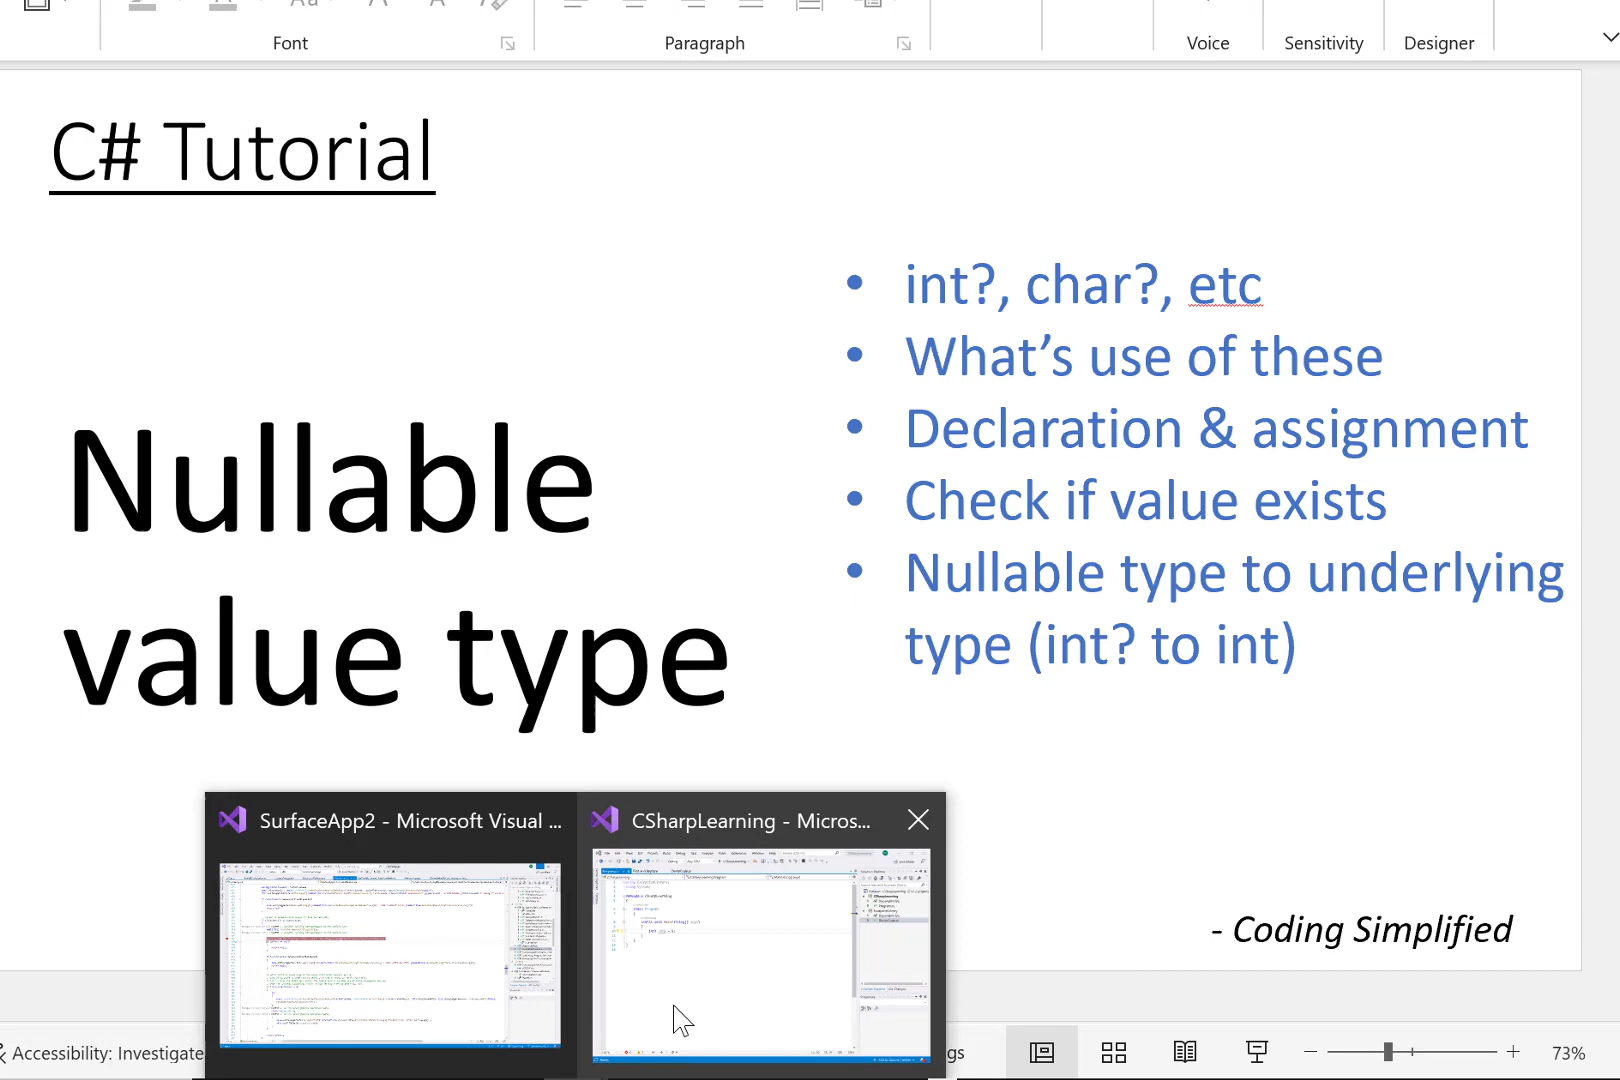 Font
Paragraph
Voice
Sensitivity
Designer
C# Tutorial
Nullable
value type
• int?, char?, etc
• What’s use of these
• Declaration & assignment
• Check if value exists
• Nullable type to underlying
type (int? to int)
- Coding Simplified
SurfaceApp2 - Microsoft Visual ...
CSharpLearning - Micros...
Accessibility: Investigate
73%